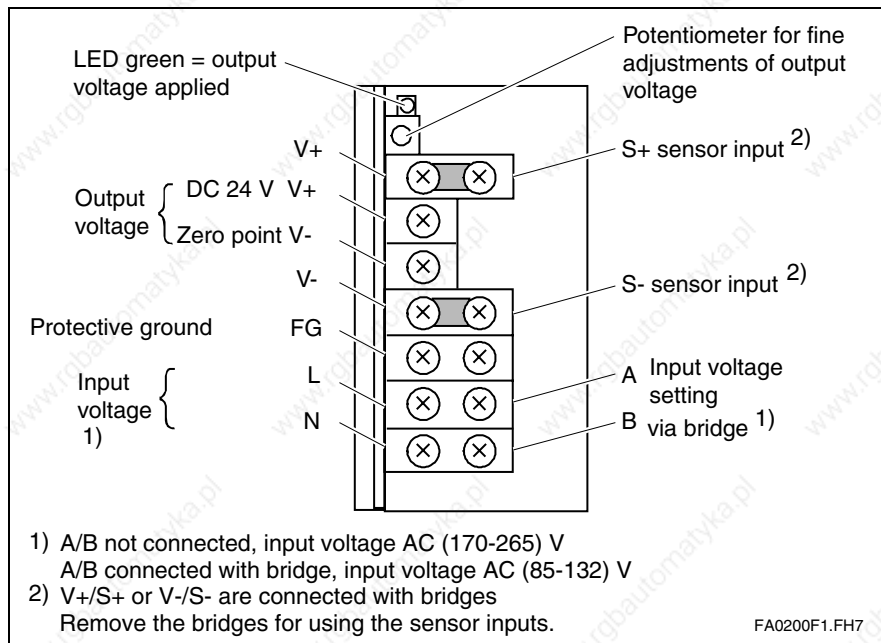 LED green = output
voltage applied
Potentiometer for fine
adjustments of output
voltage
V+
S+ sensor input 2)
Output
voltage
DC 24 V V+
Zero point V-
V-
S- sensor input 2)
Protective ground
FG
Input
voltage
1)
L
N
A
B
Input voltage
setting
via bridge 1)
1) A/B not connected, input voltage AC (170-265) V
A/B connected with bridge, input voltage AC (85-132) V
2) V+/S+ or V-/S- are connected with bridges
Remove the bridges for using the sensor inputs.
FA0200F1.FH7
www.rgbautomatyka.pl